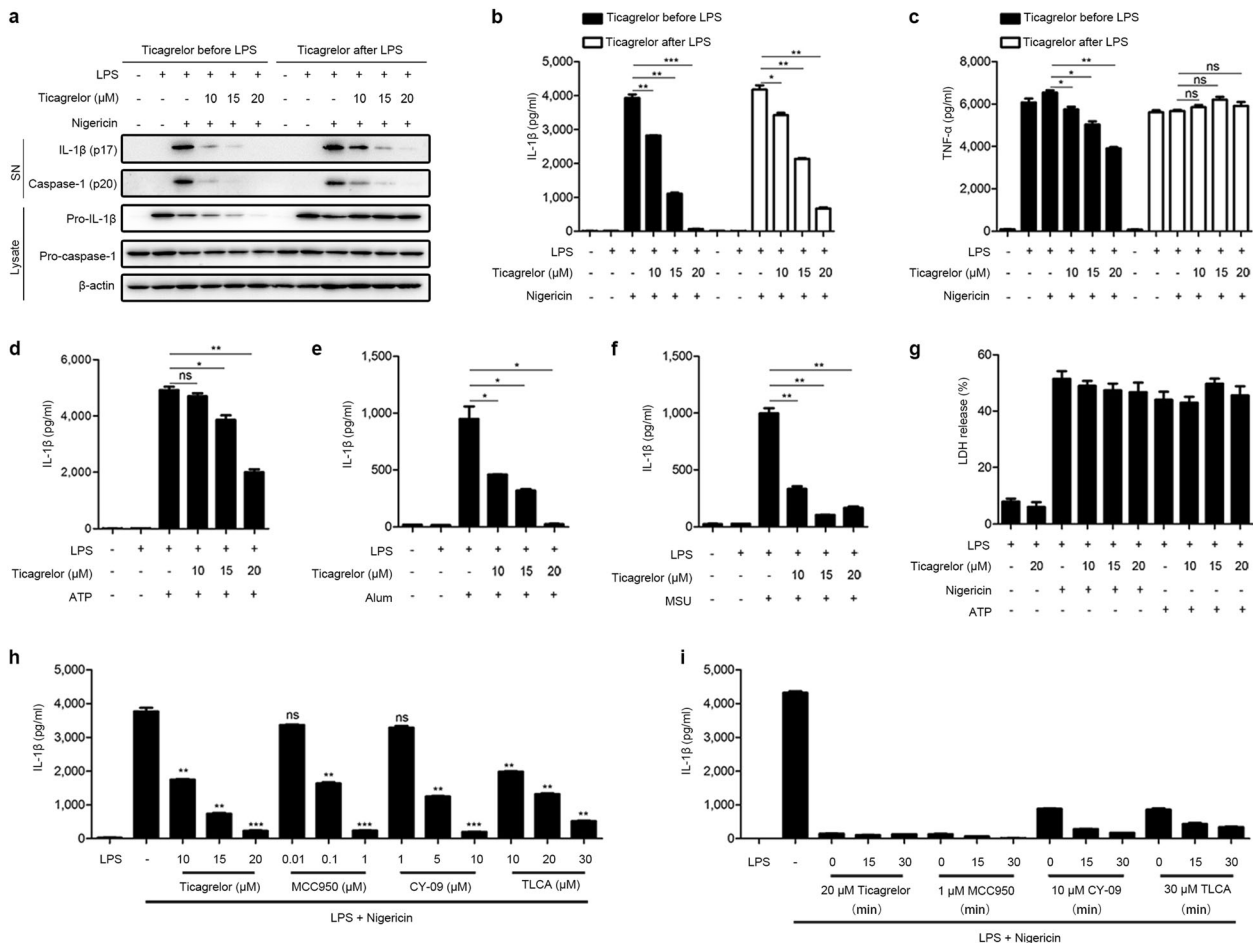 a
Ticagrelor before LPS Ticagrelor after LPS
LPS - + + + + + - + + + + +
Ticagrelor (μM) 10 15 20 10 15 20
Nigericin + + + + + + + +
SN
IL-1β (p17)
Caspase-1 (p20)
Lysate
Pro-IL-1β
Pro-caspase-1
β-actin
b
Ticagrelor before LPS
Ticagrelor after LPS
IL-1β (pg/ml)
5,000
4,000
3,000
2,000
1,000
0
***
**
**
**
**
*
LPS - + + + + + - + + + + +
Ticagrelor (μM) - - - 10 15 20 - - - 10 15 20
Nigericin - - + + + + - - + + + +
c
Ticagrelor before LPS
Ticagrelor after LPS
TNF-α (pg/ml)
8,000
6,000
4,000
2,000
0
**
*
*
ns
ns
ns
LPS - + + + + + - + + + + +
Ticagrelor (μM) - - - 10 15 20 - - - 10 15 20
Nigericin - - + + + + - - + + + +
d
IL-1β (pg/ml)
6,000
4,000
2,000
0
**
*
ns
LPS - + + + + +
Ticagrelor (μM) - - - 10 15 20
ATP - - + + + +
e
IL-1β (pg/ml)
1,500
1,000
500
0
*
*
*
LPS - + + + + +
Ticagrelor (μM) - - - 10 15 20
Alum - - + + + +
f
IL-1β (pg/ml)
1,500
1,000
500
0
**
**
**
LPS - + + + + +
Ticagrelor (μM) - - - 10 15 20
MSU - - + + + +
g
LDH release (%)
60
40
20
0
LPS + + + + + + + + + +
Ticagrelor (μM) - 20 - 10 15 20 - 10 15 20
Nigericin - - + + + + - - - -
ATP - - - - - - + + + +
h
IL-1β (pg/ml)
5,000
4,000
3,000
2,000
1,000
0
** ** *** ns ** *** ns ** *** ** ** **
LPS - 10 15 20 0.01 0.1 1 1 5 10 10 20 30
Ticagrelor (μM) MCC950 (μM) CY-09 (μM) TLCA (μM)
LPS + Nigericin
i
IL-1β (pg/ml)
5,000
4,000
3,000
2,000
1,000
0
LPS - 0 15 30 0 15 30 0 15 30 0 15 30
20 μM Ticagrelor 1 μM MCC950 10 μM CY-09 30 μM TLCA
(min) (min) (min) (min)
LPS + Nigericin